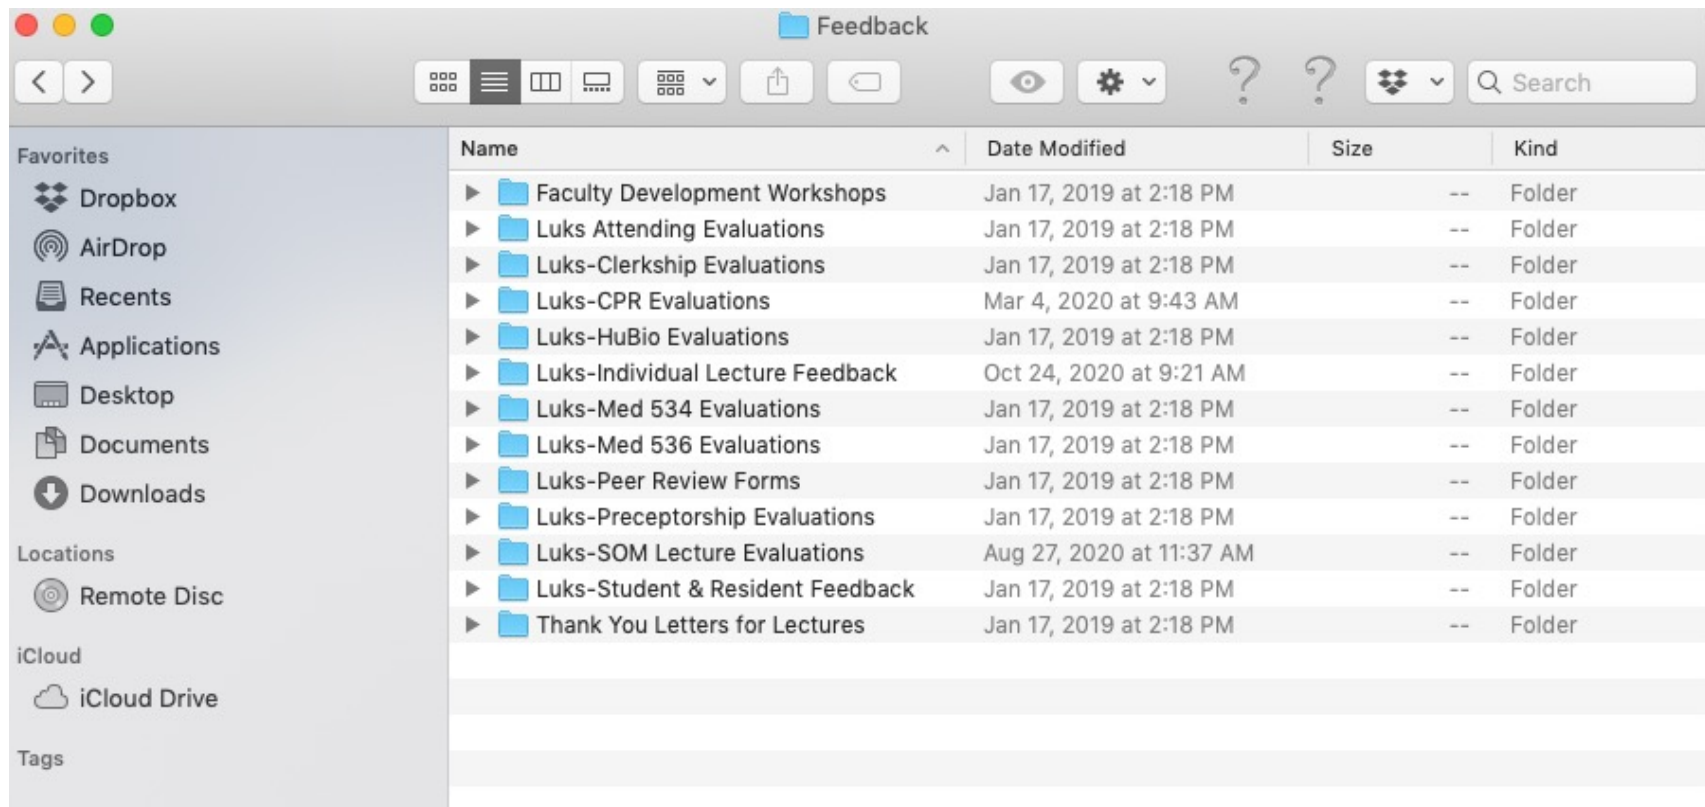 Feedback
Search
Favorites
Dropbox
AirDrop
Recents
Applications
Desktop
Documents
Downloads
Locations
Remote Disc
iCloud
iCloud Drive
Tags
Name Date Modified Size Kind
Faculty Development Workshops Jan 17, 2019 at 2:18 PM -- Folder
Luks Attending Evaluations Jan 17, 2019 at 2:18 PM -- Folder
Luks-Clerkship Evaluations Jan 17, 2019 at 2:18 PM -- Folder
Luks-CPR Evaluations Mar 4, 2020 at 9:43 AM -- Folder
Luks-HuBio Evaluations Jan 17, 2019 at 2:18 PM -- Folder
Luks-Individual Lecture Feedback Oct 24, 2020 at 9:21 AM -- Folder
Luks-Med 534 Evaluations Jan 17, 2019 at 2:18 PM -- Folder
Luks-Med 536 Evaluations Jan 17, 2019 at 2:18 PM -- Folder
Luks-Peer Review Forms Jan 17, 2019 at 2:18 PM -- Folder
Luks-Preceptorship Evaluations Jan 17, 2019 at 2:18 PM -- Folder
Luks-SOM Lecture Evaluations Aug 27, 2020 at 11:37 AM -- Folder
Luks-Student & Resident Feedback Jan 17, 2019 at 2:18 PM -- Folder
Thank You Letters for Lectures Jan 17, 2019 at 2:18 PM -- Folder